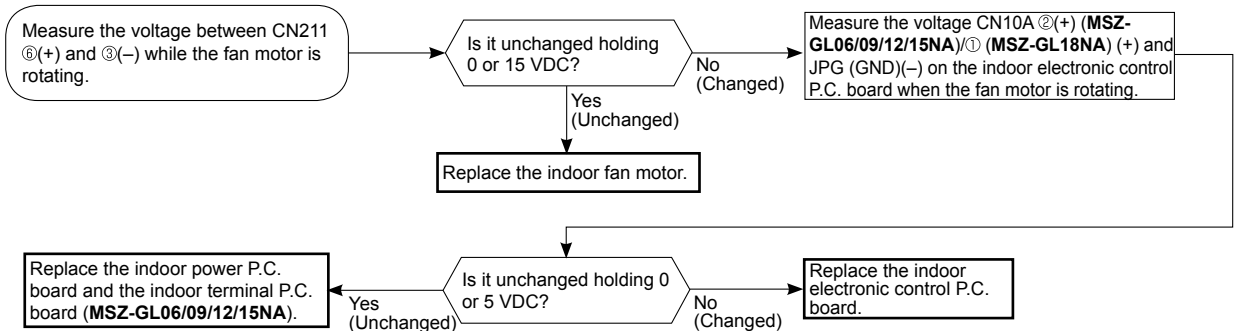 Measure the voltage between CN211
⑥(+) and ③(–) while the fan motor is
rotating.
Is it unchanged holding
0 or 15 VDC?
No
(Changed)
Measure the voltage CN10A ②(+) (MSZ-
GL06/09/12/15NA)/① (MSZ-GL18NA) (+) and
JPG (GND)(–) on the indoor electronic control
P.C. board when the fan motor is rotating.
Yes
(Unchanged)
Replace the indoor fan motor.
Replace the indoor power P.C.
board and the indoor terminal P.C.
board (MSZ-GL06/09/12/15NA).
Yes
(Unchanged)
Is it unchanged holding 0
or 5 VDC?
No
(Changed)
Replace the indoor
electronic control P.C.
board.